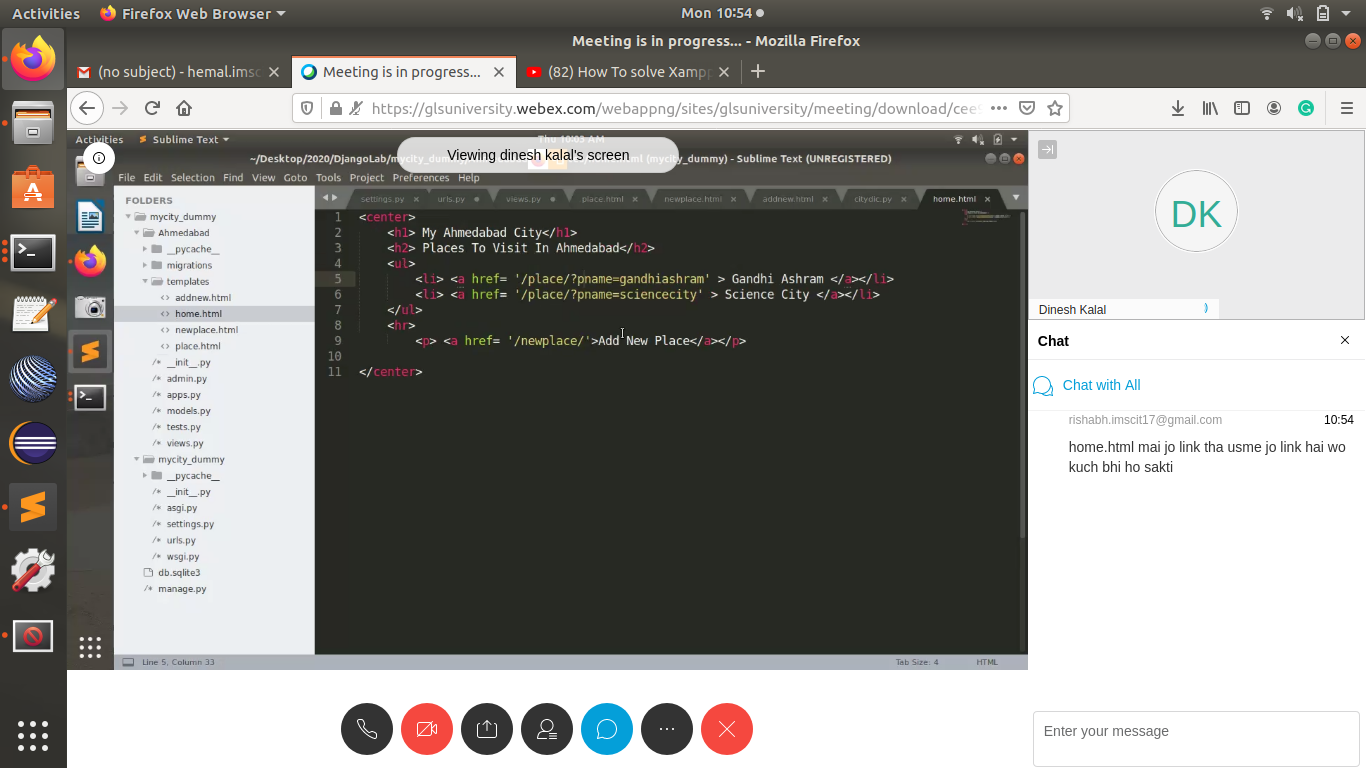 Activities Firefox Web Browser Mon 10:54
Meeting is in progress... - Mozilla Firefox
(no subject) - hemal.imsc Meeting is in progress... (82) How To solve Xampp
https://glsuniversity.webex.com/webappng/sites/glsuniversity/meeting/download/cee
Activities Sublime Text Thu 10:03 AM
Viewing dinesh kalal's screen
~/Desktop/2020/DjangoLab/mycity_dummy (mycity_dummy) - Sublime Text (UNREGISTERED)
File Edit Selection Find View Goto Tools Project Preferences Help
FOLDERS
mycity_dummy
Ahmedabad
__pycache__
migrations
templates
addnew.html
home.html
newplace.html
place.html
__init__.py
admin.py
apps.py
models.py
tests.py
views.py
mycity_dummy
__pycache__
__init__.py
asgi.py
settings.py
urls.py
wsgi.py
db.sqlite3
manage.py
settings.py urls.py views.py place.html newplace.html addnew.html citydic.py home.html
1 <center>
2 <h1> My Ahmedabad City</h1>
3 <h2> Places To Visit In Ahmedabad</h2>
4 <ul>
5 <li> <a href= '/place/?pname=gandhiashram' > Gandhi Ashram </a></li>
6 <li> <a href= '/place/?pname=sciencecity' > Science City </a></li>
7 </ul>
8 <hr>
9 <p> <a href= '/newplace/'>Add New Place</a></p>
10
11 </center>
Line 5, Column 33 Tab Size: 4 HTML
DK
Dinesh Kalal
Chat
Chat with All
rishabh.imscit17@gmail.com 10:54
home.html mai jo link tha usme jo link hai wo
kuch bhi ho sakti
Enter your message